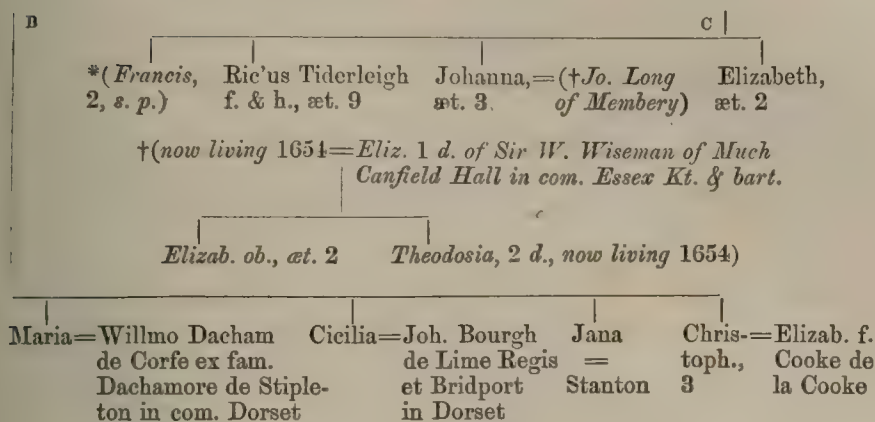 B C
*(Francis, Ric'us Tiderleigh Johanna,=(†Jo. Long Elizabeth,
2, s. p.) f. & h., æt. 9 æt. 3. of Membery) æt. 2
†(now living 1654=Eliz. 1 d. of Sir W. Wiseman of Much
Canfield Hall in com. Essex Kt. & bart.
Elizab. ob., æt. 2 Theodosia, 2 d., now living 1654)
Maria=Willmo Dacham Cicilia=Joh. Bourgh Jana Chris-=Elizab. f.
de Corfe ex fam. de Lime Regis = toph., Cooke de
Dachamore de Stiple- et Bridport Stanton 3 la Cooke
ton in com. Dorset in Dorset